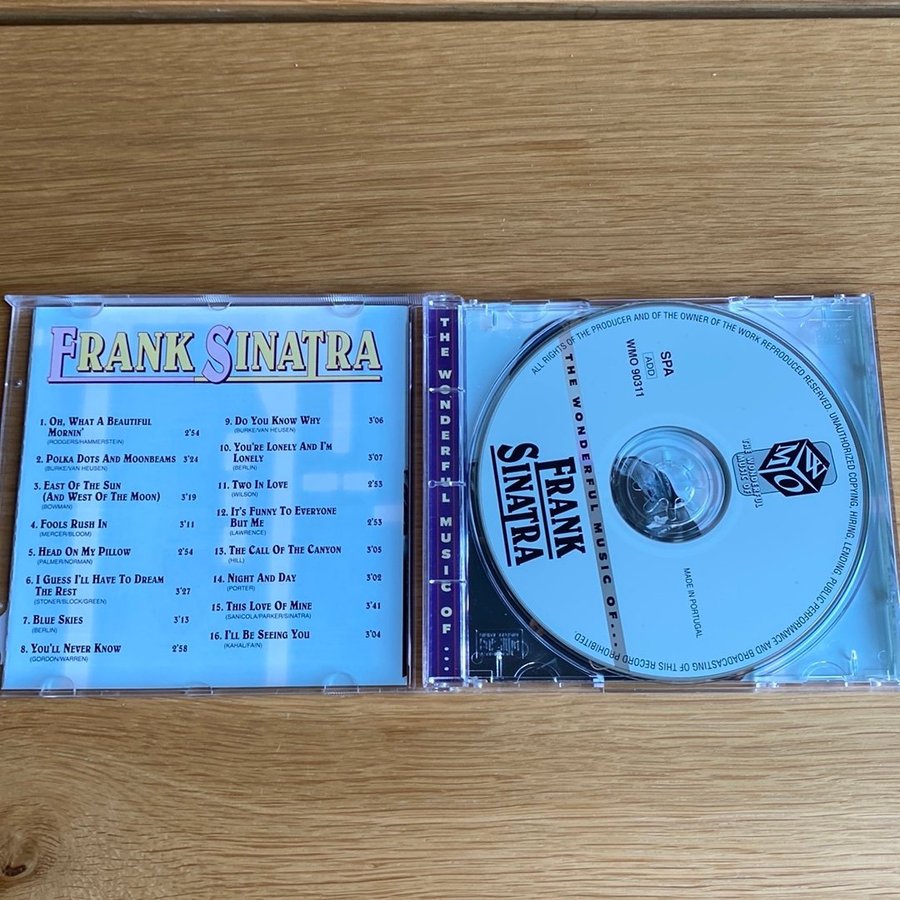 FRANK SINATRA
1. OH, WHAT A BEAUTIFUL
MORNIN' 2'54
(RODGERS/HAMMERSTEIN)
2. POLKA DOTS AND MOONBEAMS 3'24
(BURKE/VAN HEUSEN)
3. EAST OF THE SUN
(AND WEST OF THE MOON) 3'19
(BOWMAN)
4. FOOLS RUSH IN 3'11
(MERCER/BLOOM)
5. HEAD ON MY PILLOW 2'54
(PALMER/NORMAN)
6. I GUESS I'LL HAVE TO DREAM
THE REST 3'27
(STONER/BLOCK/GREEN)
7. BLUE SKIES 3'13
(BERLIN)
8. YOU'LL NEVER KNOW 2'58
(GORDON/WARREN)
9. DO YOU KNOW WHY 3'06
(BURKE/VAN HEUSEN)
10. YOU'RE LONELY AND I'M
LONELY 3'07
(BERLIN)
11. TWO IN LOVE 2'53
(WILSON)
12. IT'S FUNNY TO EVERYONE
BUT ME 2'53
(LAWRENCE)
13. THE CALL OF THE CANYON 3'05
(HILL)
14. NIGHT AND DAY 3'02
(PORTER)
15. THIS LOVE OF MINE 3'41
(SANICOLA/PARKER/SINATRA)
16. I'LL BE SEEING YOU 3'04
(KAHAL/FAIN)
THE WONDERFUL MUSIC OF ....
ALL RIGHTS OF THE PRODUCER AND OF THE OWNER OF THE WORK REPRODUCED RESERVED. UNAUTHORIZED COPYING, HIRING, LENDING, PUBLIC PERFORMANCE AND BROADCASTING OF THIS RECORD PROHIBITED
SPA
ADD
WMO 90311
THE WONDERFUL MUSIC OF ...
FRANK
SINATRA
WMO
THE WONDERFUL
MUSIC OF
MADE IN PORTUGAL